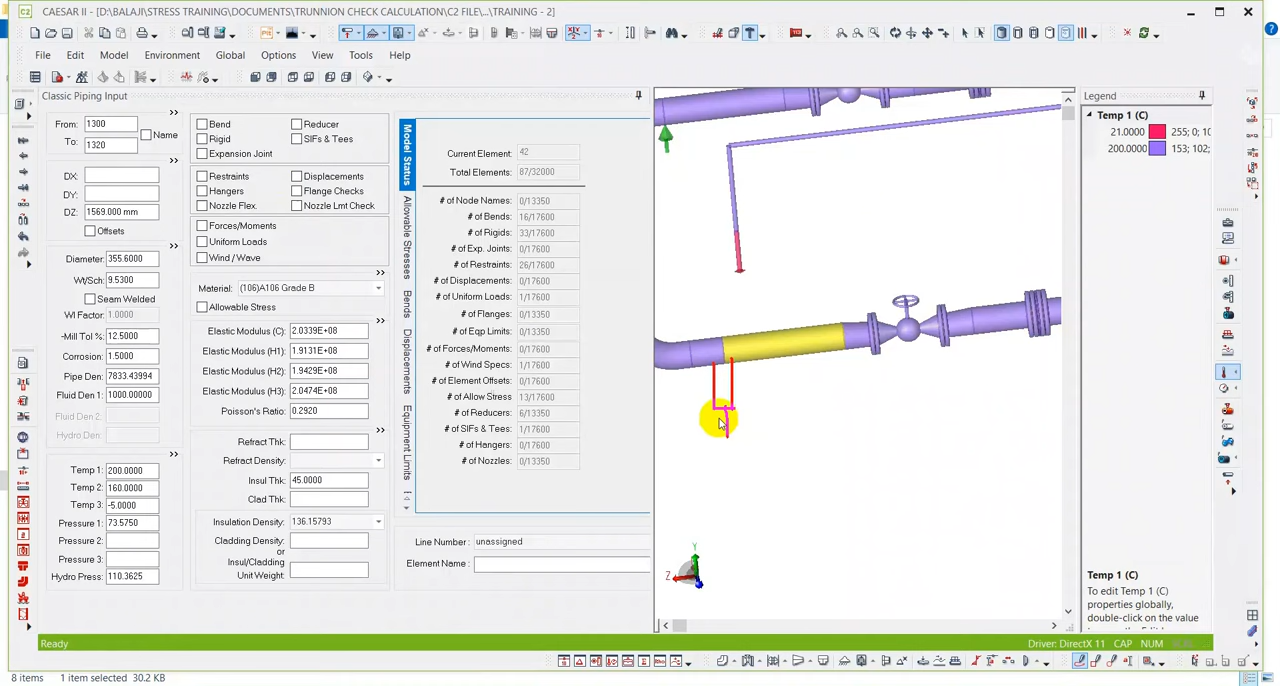 CAESAR II - [D:\BALAJI\STRESS TRAINING\DOCUMENTS\TRUNNION CHECK CALCULATION\C2 FILE\...\TRAINING - 2]
File Edit Model Environment Global Options View Tools Help
Classic Piping Input
From: 1300
To: 1320
Name
DX:
DY:
DZ: 1569.000 mm
Offsets
Diameter: 355.6000
Wt/Sch: 9.5300
Seam Welded
WI Factor: 1.0000
-Mill Tol %: 12.5000
Corrosion: 1.5000
Pipe Den: 7833.43994
Fluid Den 1: 1000.00000
Fluid Den 2:
Hydro Den:
Temp 1: 200.0000
Temp 2: 160.0000
Temp 3: -5.0000
Pressure 1: 73.5750
Pressure 2:
Pressure 3:
Hydro Press: 110.3625
Bend Reducer
Rigid SIFs & Tees
Expansion Joint
Restraints Displacements
Hangers Flange Checks
Nozzle Flex. Nozzle Lmt Check
Forces/Moments
Uniform Loads
Wind / Wave
Material: (106)A106 Grade B
Allowable Stress
Elastic Modulus (C): 2.0339E+08
Elastic Modulus (H1): 1.9131E+08
Elastic Modulus (H2): 1.9429E+08
Elastic Modulus (H3): 2.0474E+08
Poisson's Ratio: 0.2920
Refract Thk:
Refract Density:
Insul Thk: 45.0000
Clad Thk:
Insulation Density: 136.15793
Cladding Density:
or
Insul/Cladding
Unit Weight:
Model Status
Allowable Stresses
Bends
Displacements
Equipment Limits
Current Element: 42
Total Elements: 87/32000
# of Node Names: 0/13350
# of Bends: 16/17600
# of Rigids: 33/17600
# of Exp. Joints: 0/17600
# of Restraints: 26/17600
# of Displacements: 0/17600
# of Uniform Loads: 1/17600
# of Flanges: 0/13350
# of Eqp Limits: 0/13350
# of Forces/Moments: 0/17600
# of Wind Specs: 1/17600
# of Element Offsets: 0/17600
# of Allow Stress: 13/17600
# of Reducers: 6/13350
# of SIFs & Tees: 1/17600
# of Hangers: 0/17600
# of Nozzles: 0/13350
Line Number: unassigned
Element Name :
Y
Z
Legend
Temp 1 (C)
21.0000 255; 0; 10
200.0000 153; 102;
Temp 1 (C)
To edit Temp 1 (C)
properties globally,
double-click on the value
Ready
Driver: DirectX 11 CAP NUM
8 items 1 item selected 30.2 KB